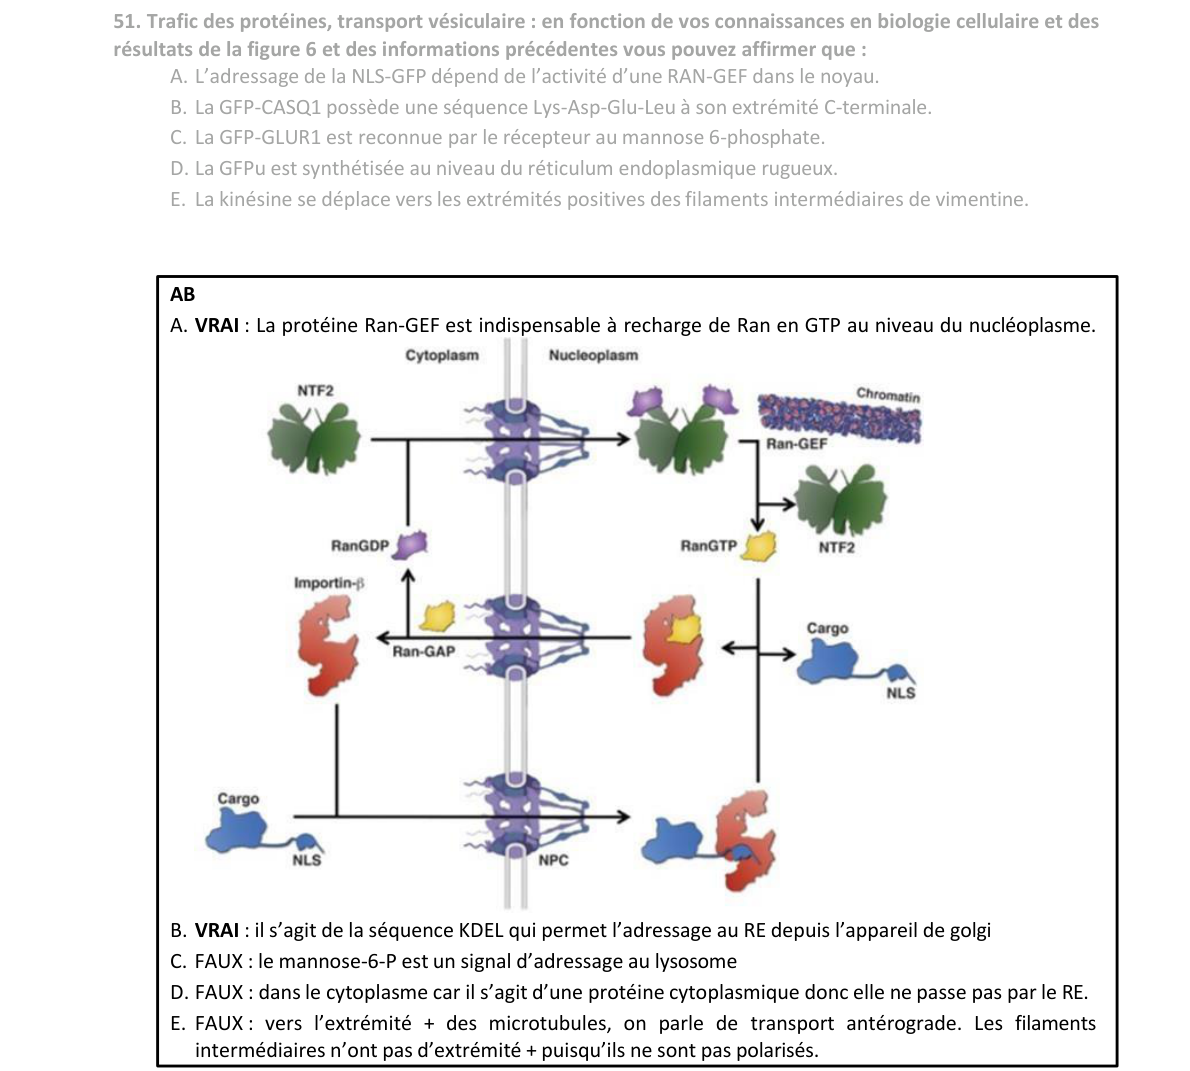 51. Trafic des protéines, transport vésiculaire : en fonction de vos connaissances en biologie cellulaire et des
résultats de la figure 6 et des informations précédentes vous pouvez affirmer que :
A. L'adressage de la NLS-GFP dépend de l'activité d'une RAN-GEF dans le noyau.
B. La GFP-CASQ1 possède une séquence Lys-Asp-Glu-Leu à son extrémité C-terminale.
C. La GFP-GLUR1 est reconnue par le récepteur au mannose 6-phosphate.
D. La GFPu est synthétisée au niveau du réticulum endoplasmique rugueux.
E. La kinésine se déplace vers les extrémités positives des filaments intermédiaires de vimentine.
AB
A. VRAI : La protéine Ran-GEF est indispensable à recharge de Ran en GTP au niveau du nucléoplasme.
Cytoplasm Nucleoplasm
NTF2
Chromatin
Ran-GEF
RanGDP
RanGTP
NTF2
Importin-β
Ran-GAP
Cargo
NLS
Cargo
NLS
NPC
B. VRAI : il s'agit de la séquence KDEL qui permet l'adressage au RE depuis l'appareil de golgi
C. FAUX : le mannose-6-P est un signal d'adressage au lysosome
D. FAUX : dans le cytoplasme car il s'agit d'une protéine cytoplasmique donc elle ne passe pas par le RE.
E. FAUX : vers l'extrémité + des microtubules, on parle de transport antérograde. Les filaments
intermédiaires n'ont pas d'extrémité + puisqu'ils ne sont pas polarisés.